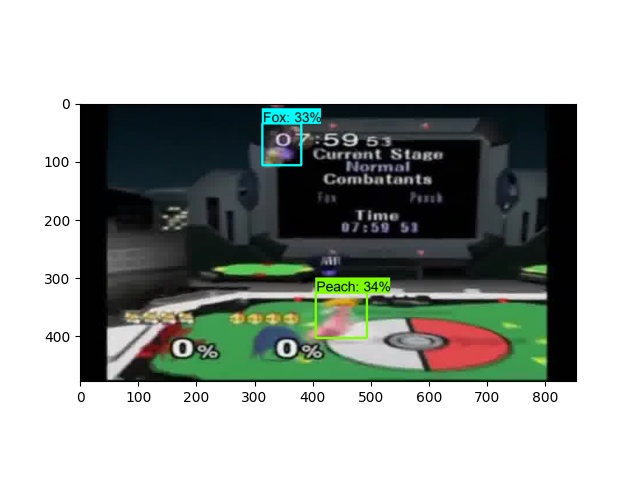 0
Fox: 33%
07:59 53
100
Current Stage
Normal
Combatants
Fox Peach
200
Time
07:59 53
300
Peach: 34%
400
0% 0%
0 100 200 300 400 500 600 700 800